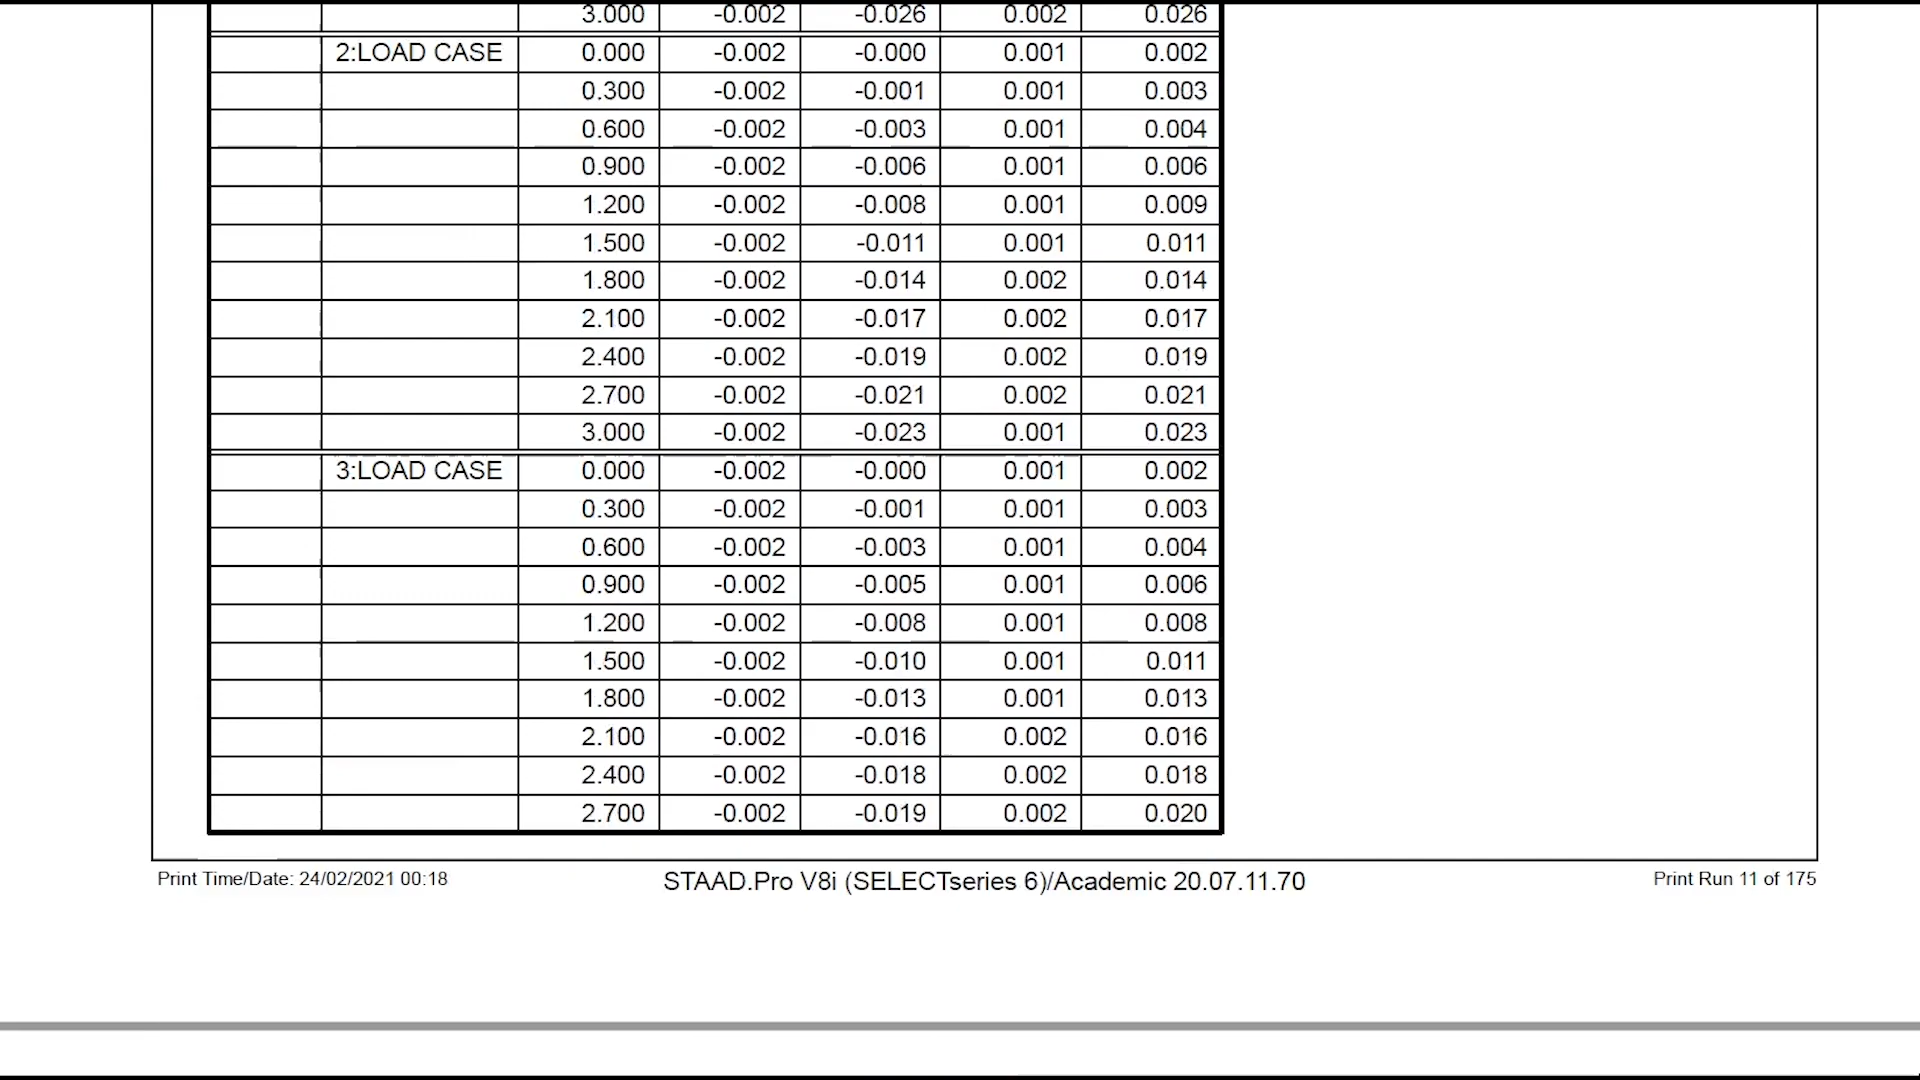 3.000 -0.002 -0.026 0.002 0.026
2:LOAD CASE 0.000 -0.002 -0.000 0.001 0.002
0.300 -0.002 -0.001 0.001 0.003
0.600 -0.002 -0.003 0.001 0.004
0.900 -0.002 -0.006 0.001 0.006
1.200 -0.002 -0.008 0.001 0.009
1.500 -0.002 -0.011 0.001 0.011
1.800 -0.002 -0.014 0.002 0.014
2.100 -0.002 -0.017 0.002 0.017
2.400 -0.002 -0.019 0.002 0.019
2.700 -0.002 -0.021 0.002 0.021
3.000 -0.002 -0.023 0.001 0.023
3:LOAD CASE 0.000 -0.002 -0.000 0.001 0.002
0.300 -0.002 -0.001 0.001 0.003
0.600 -0.002 -0.003 0.001 0.004
0.900 -0.002 -0.005 0.001 0.006
1.200 -0.002 -0.008 0.001 0.008
1.500 -0.002 -0.010 0.001 0.011
1.800 -0.002 -0.013 0.001 0.013
2.100 -0.002 -0.016 0.002 0.016
2.400 -0.002 -0.018 0.002 0.018
2.700 -0.002 -0.019 0.002 0.020
Print Time/Date: 24/02/2021 00:18 STAAD.Pro V8i (SELECTseries 6)/Academic 20.07.11.70 Print Run 11 of 175